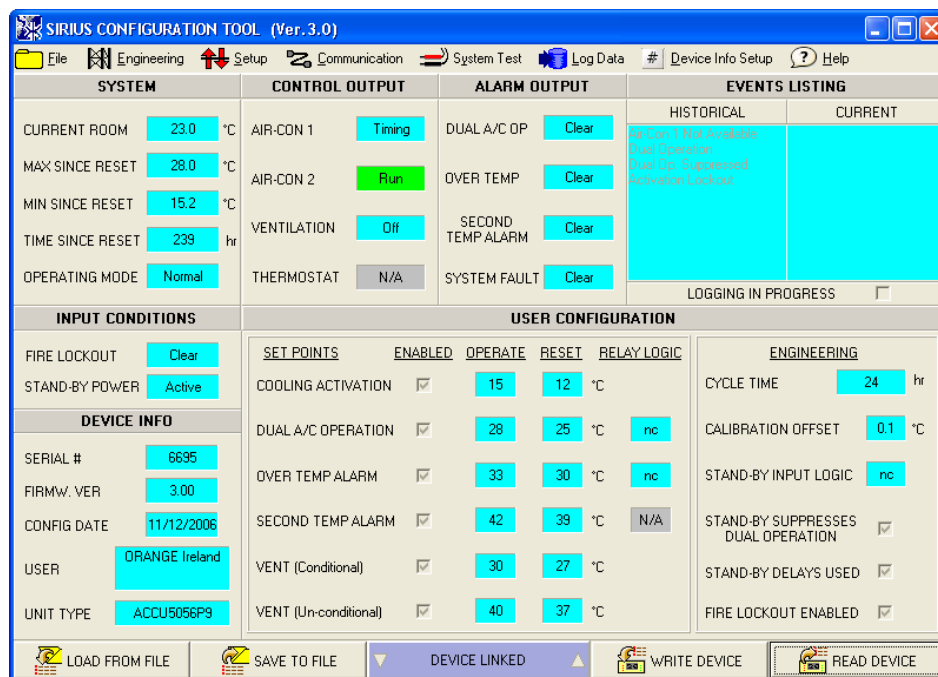 SIRIUS CONFIGURATION TOOL (Ver.3.0)
File Engineering Setup Communication System Test Log Data # Device Info Setup ? Help
SYSTEM CONTROL OUTPUT ALARM OUTPUT EVENTS LISTING
CURRENT ROOM 23.0 °C
MAX SINCE RESET 28.0 °C
MIN SINCE RESET 15.2 °C
TIME SINCE RESET 239 hr
OPERATING MODE Normal
AIR-CON 1 Timing
AIR-CON 2 Run
VENTILATION Off
THERMOSTAT N/A
DUAL A/C OP Clear
OVER TEMP Clear
SECOND
TEMP ALARM Clear
SYSTEM FAULT Clear
HISTORICAL CURRENT
Air-Con 1 Not Available
Dual Operation
Dual Op. Suppressed
Activation Lockout
LOGGING IN PROGRESS
INPUT CONDITIONS
FIRE LOCKOUT Clear
STAND-BY POWER Active
DEVICE INFO
SERIAL # 6695
FIRMW. VER 3.00
CONFIG DATE 11/12/2006
USER ORANGE Ireland
UNIT TYPE ACCU5056P9
USER CONFIGURATION
SET POINTS ENABLED OPERATE RESET RELAY LOGIC
COOLING ACTIVATION 15 12 °C
DUAL A/C OPERATION 28 25 °C nc
OVER TEMP ALARM 33 30 °C nc
SECOND TEMP ALARM 42 39 °C N/A
VENT (Conditional) 30 27 °C
VENT (Un-conditional) 40 37 °C
ENGINEERING
CYCLE TIME 24 hr
CALIBRATION OFFSET 0.1 °C
STAND-BY INPUT LOGIC nc
STAND-BY SUPPRESSES
DUAL OPERATION
STAND-BY DELAYS USED
FIRE LOCKOUT ENABLED
LOAD FROM FILE SAVE TO FILE DEVICE LINKED WRITE DEVICE READ DEVICE